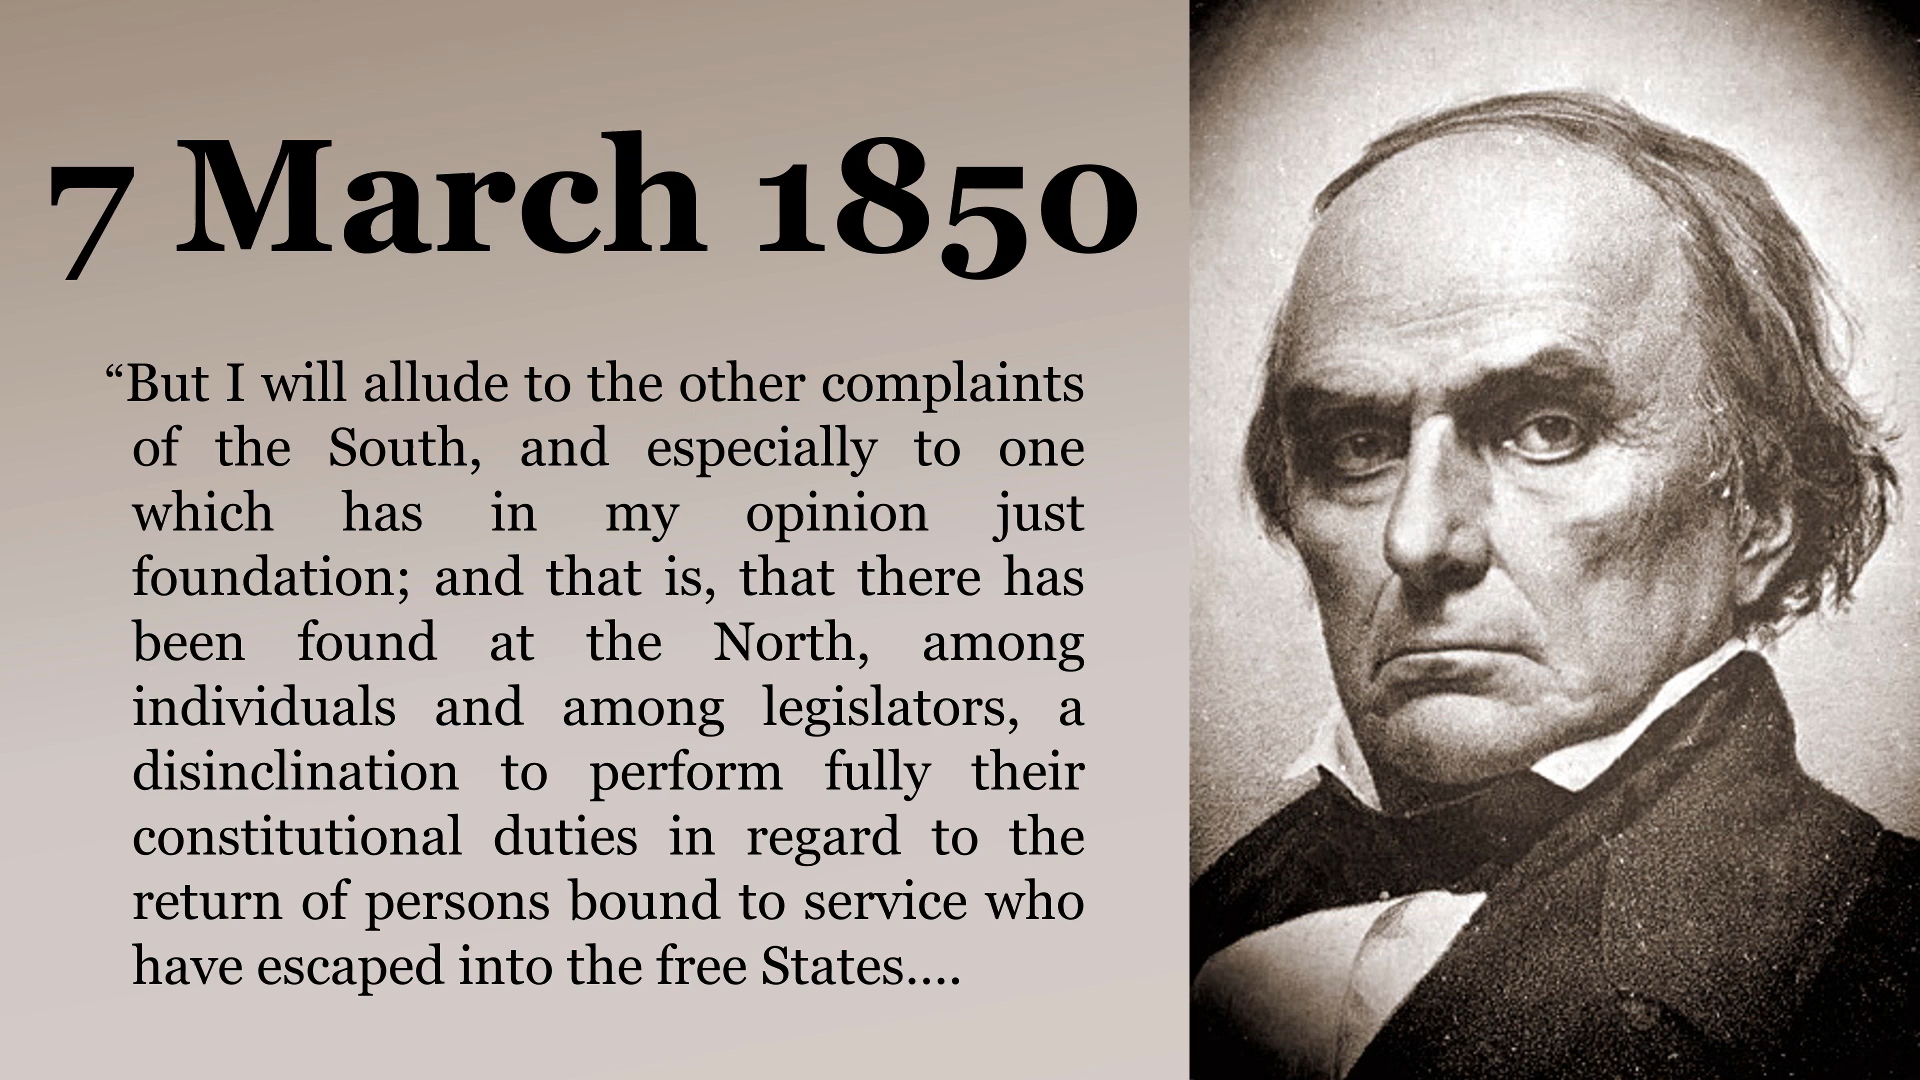 7 March 1850
“But I will allude to the other complaints
of the South, and especially to one
which has in my opinion just
foundation; and that is, that there has
been found at the North, among
individuals and among legislators, a
disinclination to perform fully their
constitutional duties in regard to the
return of persons bound to service who
have escaped into the free States....